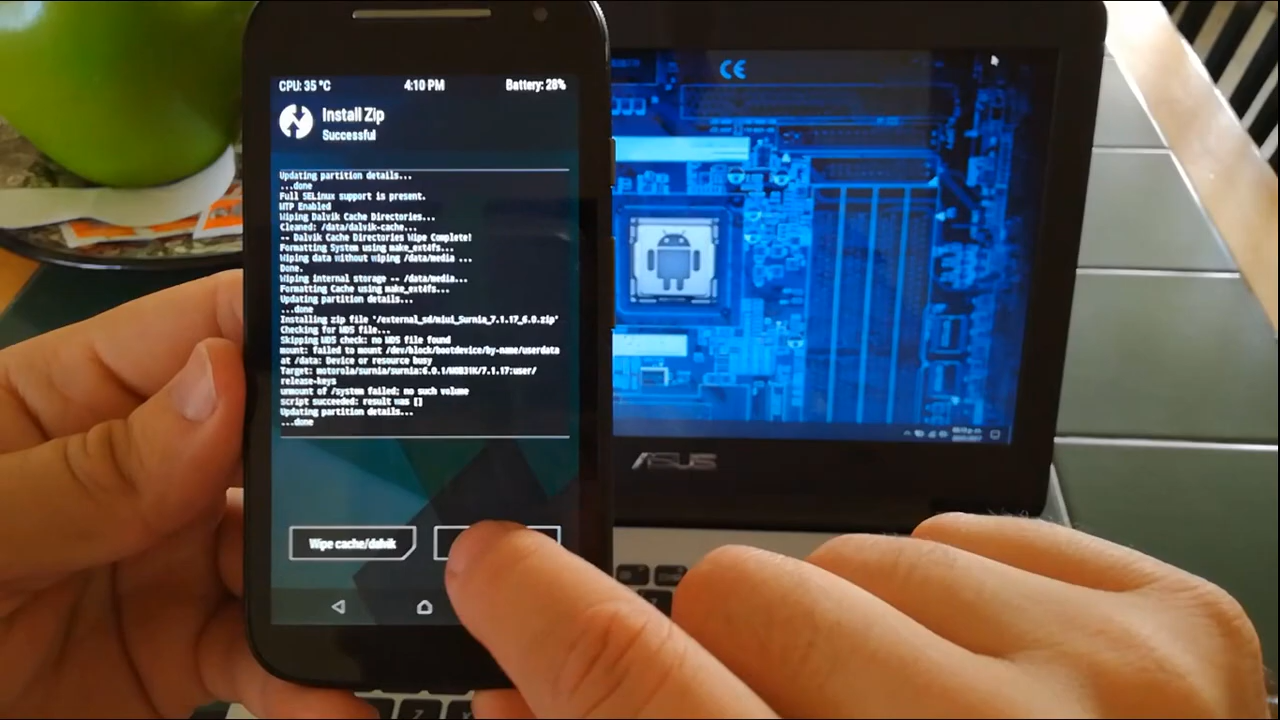 CPU: 35 °C 4:10 PM Battery: 28%
Install Zip
Successful
Updating partition details...
...done
Full SELinux support is present.
MTP Enabled
Wiping Dalvik Cache Directories...
Cleaned: /data/dalvik-cache...
-- Dalvik Cache Directories Wipe Complete!
Formatting System using make_ext4fs...
Wiping data without wiping /data/media ...
Done.
Wiping internal storage -- /data/media...
Formatting Cache using make_ext4fs...
Updating partition details...
...done
Installing zip file '/external_sd/miui_Surnia_7.1.17_6.0.zip'
Checking for MD5 file...
Skipping MD5 check: no MD5 file found
mount: failed to mount /dev/block/bootdevice/by-name/userdata
at /data: Device or resource busy
Target: motorola/surnia/surnia:6.0.1/MOB31K/7.1.17:user/
release-keys
unmount of /system failed; no such volume
script succeeded: result was []
Updating partition details...
...done
Wipe cache/dalvik
CE
ASUS
Z
X